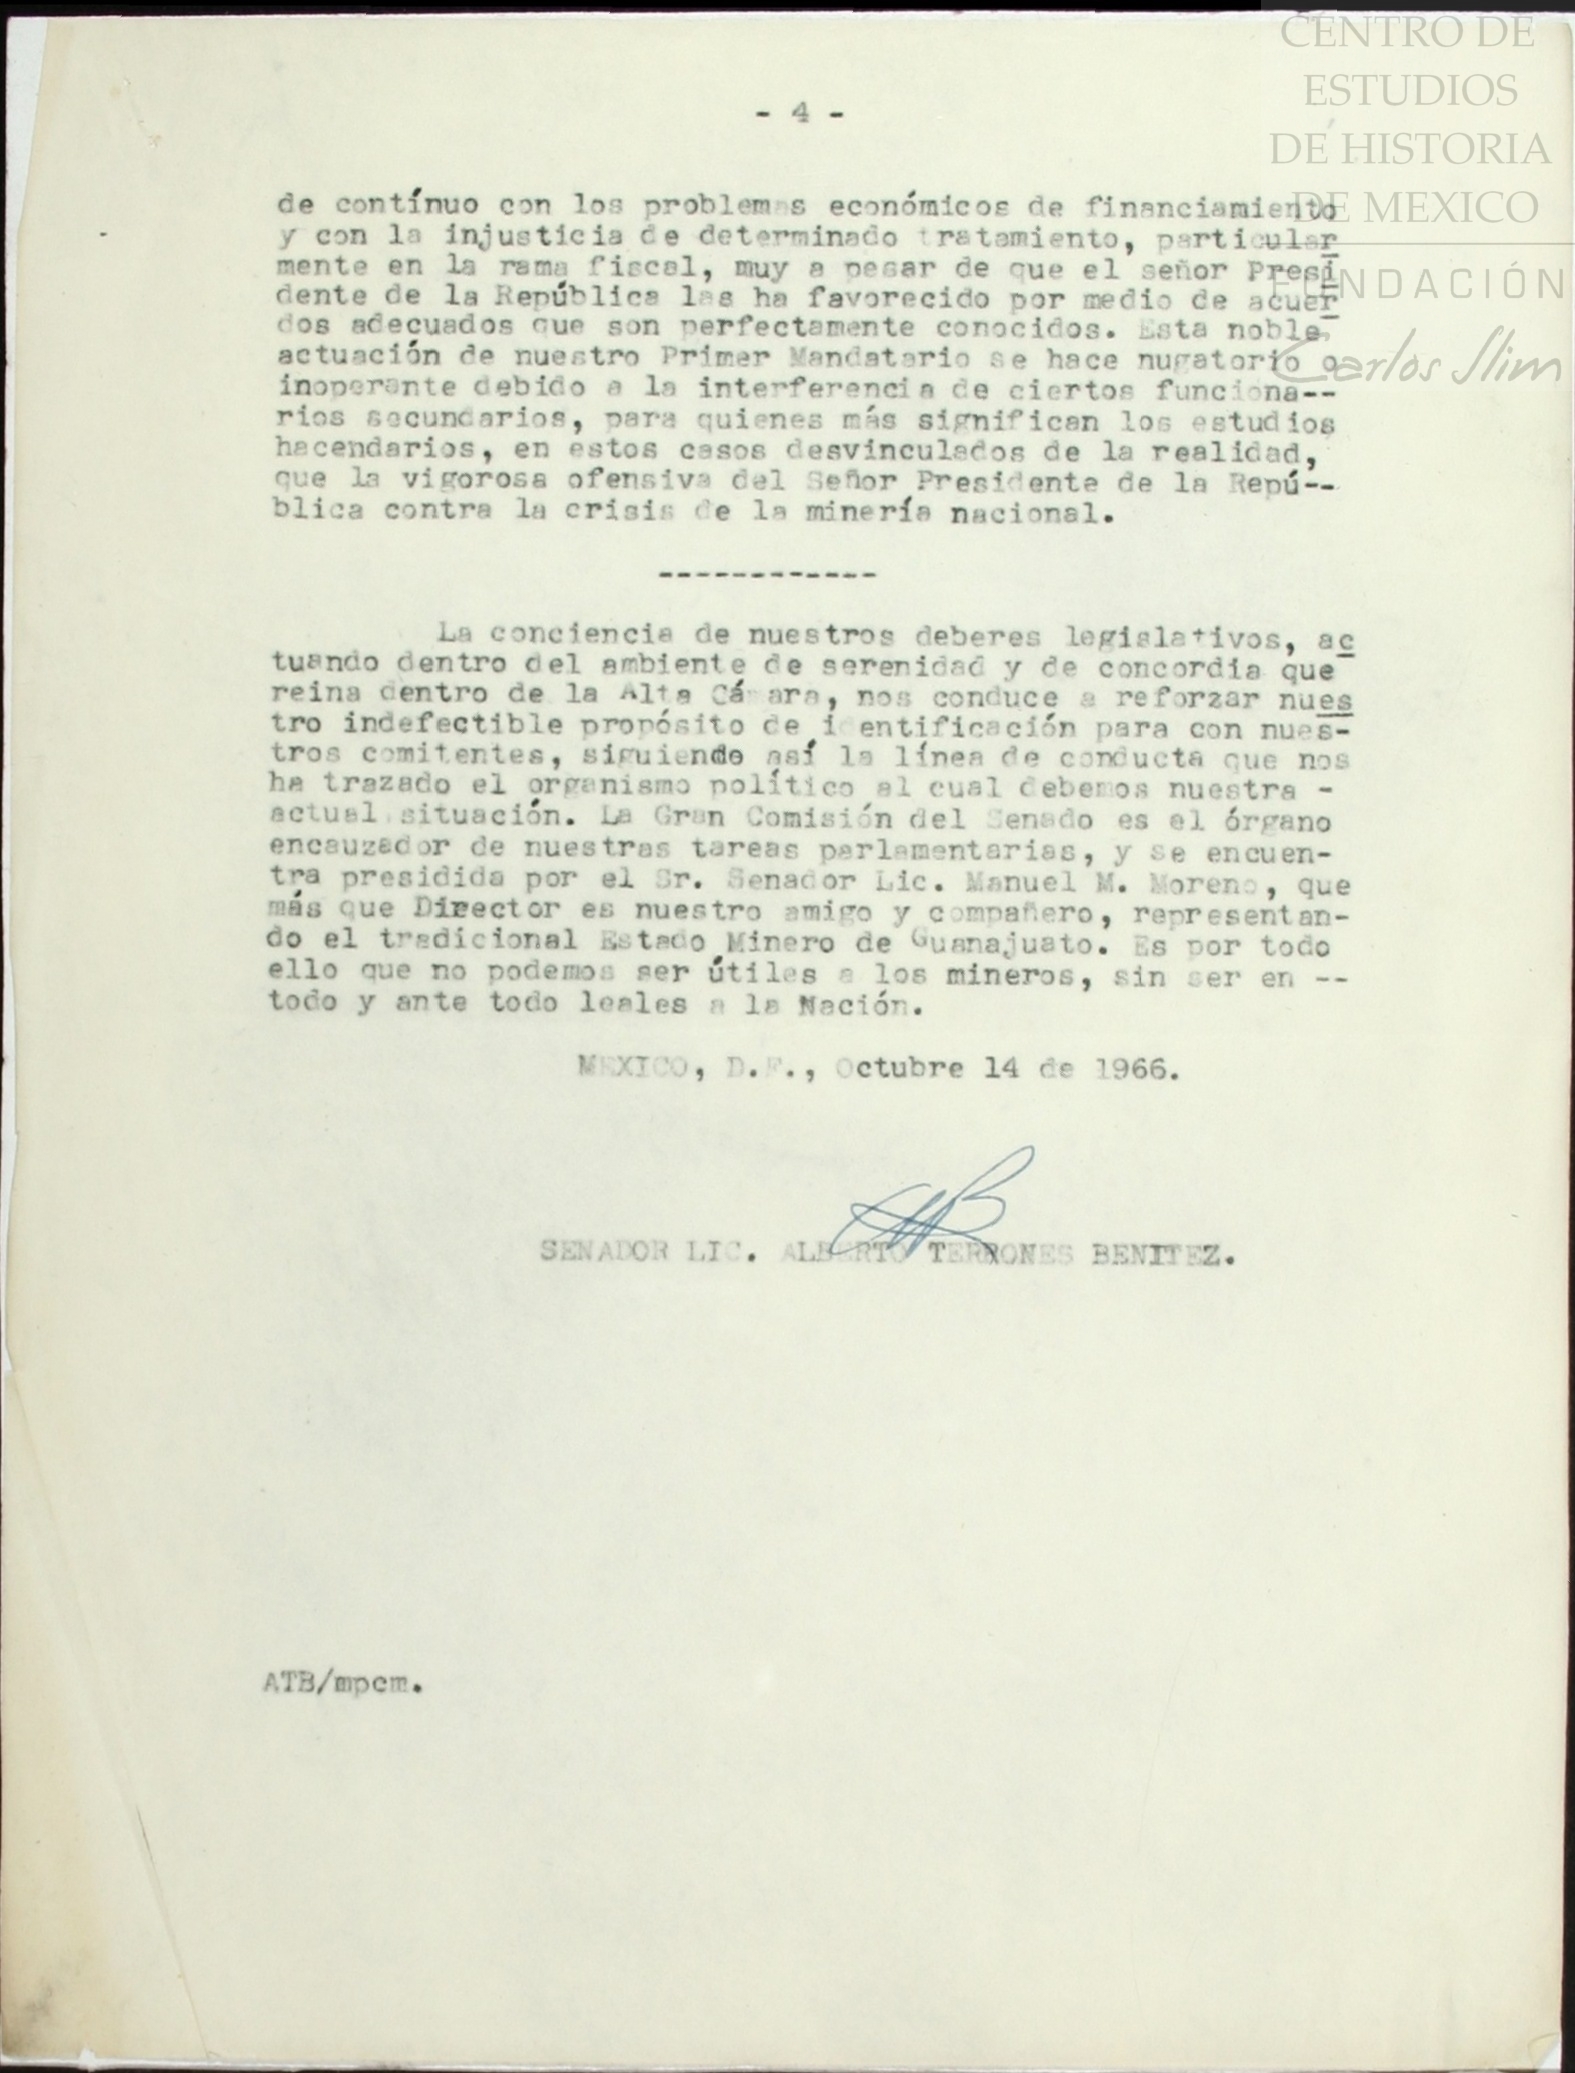 CENTRO DE
ESTUDIOS
DE HISTORIA
DE MEXICO
FUNDACIÓN
Carlos Slim
- 4 -
de contínuo con los problemas económicos de financiamiento
y con la injusticia de determinado tratamiento, particular
mente en la rama fiscal, muy a pesar de que el señor Presi
dente de la República las ha favorecido por medio de acuer
dos adecuados que son perfectamente conocidos. Esta noble
actuación de nuestro Primer Mandatario se hace nugatorio o
inoperante debido a la interferencia de ciertos funciona--
rios secundarios, para quienes más significan los estudios
hacendarios, en estos casos desvinculados de la realidad,
que la vigorosa ofensiva del Señor Presidente de la Repú--
blica contra la crisis de la minería nacional.
------------
La conciencia de nuestros deberes legislativos, ac
tuando dentro del ambiente de serenidad y de concordia que
reina dentro de la Alta Cámara, nos conduce a reforzar nues
tro indefectible propósito de identificación para con nues-
tros comitentes, siguiendo así la línea de conducta que nos
ha trazado el organismo político al cual debemos nuestra -
actual situación. La Gran Comisión del Senado es el órgano
encauzador de nuestras tareas parlamentarias, y se encuen-
tra presidida por el Sr. Senador Lic. Manuel M. Moreno, que
más que Director es nuestro amigo y compañero, representan-
do el tradicional Estado Minero de Guanajuato. Es por todo
ello que no podemos ser útiles a los mineros, sin ser en --
todo y ante todo leales a la Nación.
MEXICO, D.F., Octubre 14 de 1966.
SENADOR LIC. ALBERTO TERRONES BENITEZ.
ATB/mpcm.